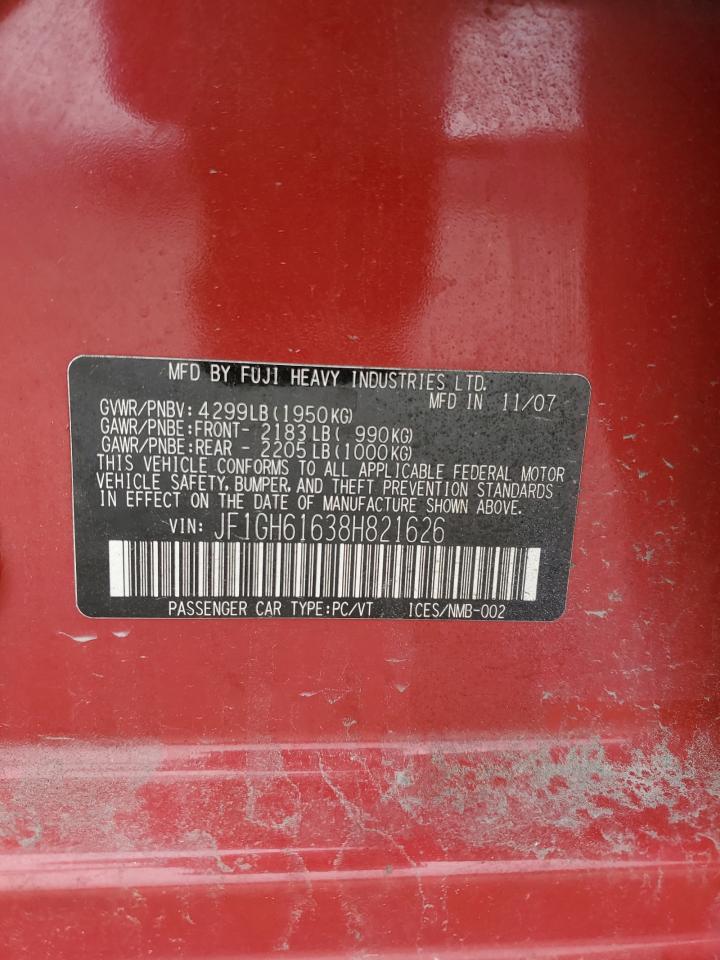 MFD BY FUJI HEAVY INDUSTRIES LTD.
MFD IN 11/07
GVWR/PNBV: 4299LB(1950KG)
GAWR/PNBE:FRONT- 2183LB( 990KG)
GAWR/PNBE:REAR - 2205LB(1000KG)
THIS VEHICLE CONFORMS TO ALL APPLICABLE FEDERAL MOTOR
VEHICLE SAFETY, BUMPER, AND THEFT PREVENTION STANDARDS
IN EFFECT ON THE DATE OF MANUFACTURE SHOWN ABOVE.
VIN: JF1GH61638H821626
PASSENGER CAR TYPE:PC/VT ICES/NMB-002